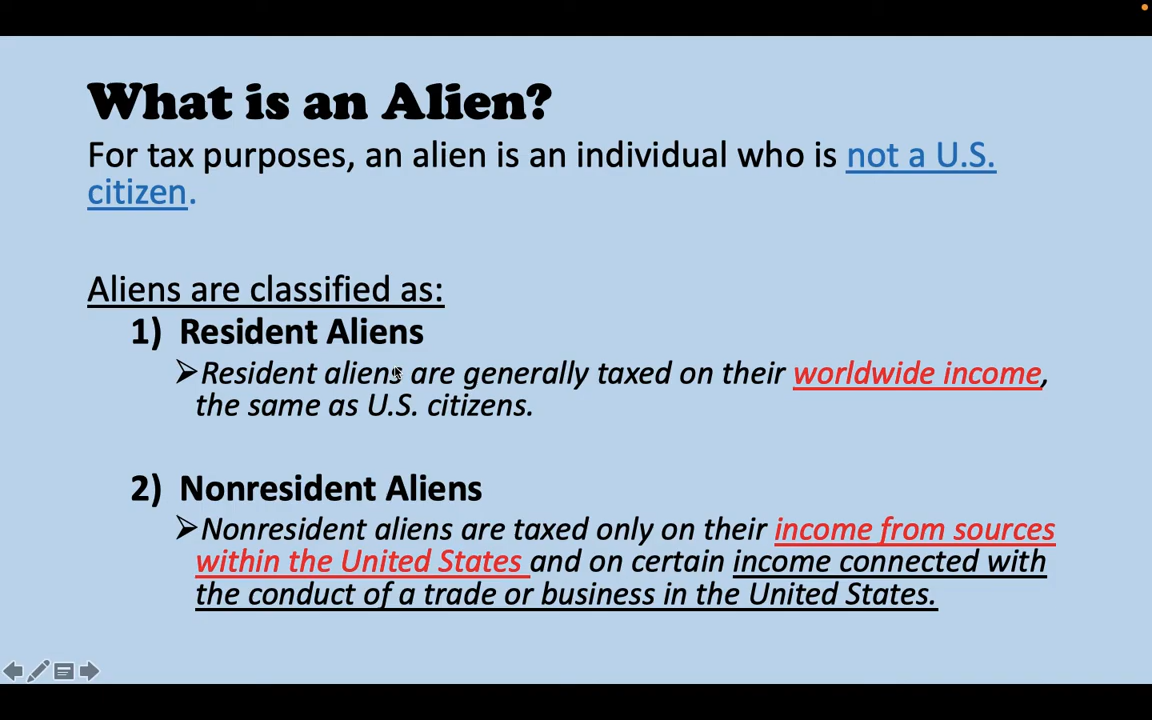 What is an Alien?
For tax purposes, an alien is an individual who is not a U.S.
citizen.
Aliens are classified as:
1) Resident Aliens
➢Resident aliens are generally taxed on their worldwide income,
the same as U.S. citizens.
2) Nonresident Aliens
➢Nonresident aliens are taxed only on their income from sources
within the United States and on certain income connected with
the conduct of a trade or business in the United States.